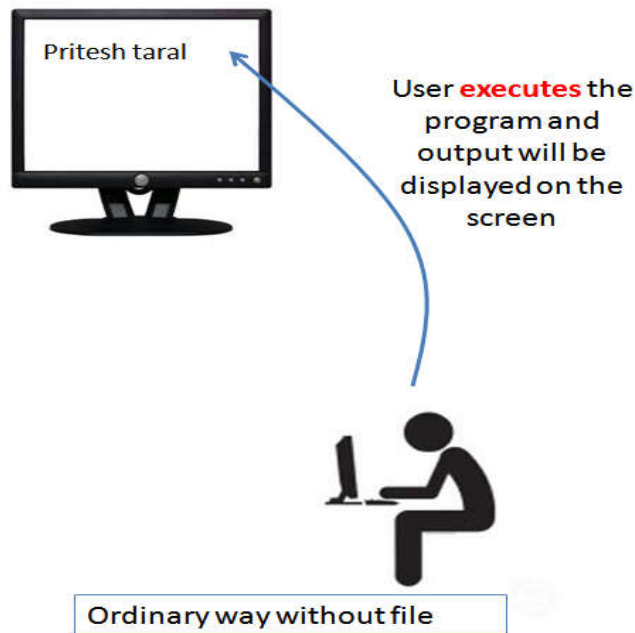 Pritesh taral
User executes the
program and
output will be
displayed on the
screen
Ordinary way without file